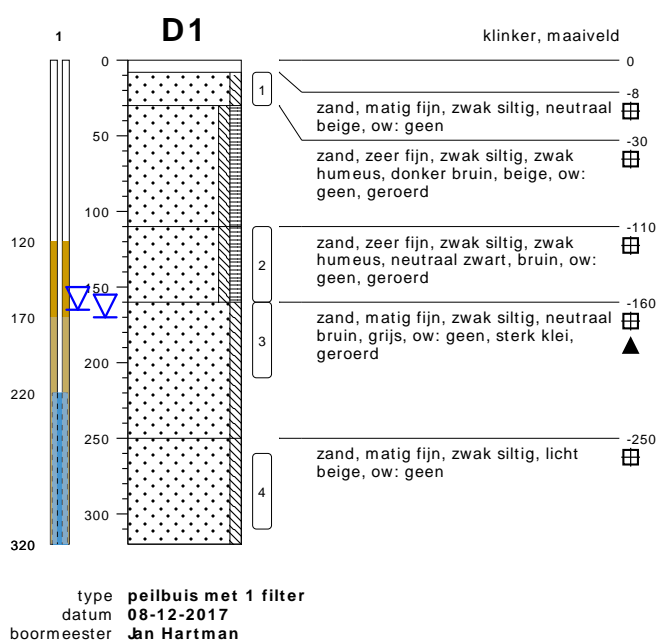 1
D1
klinker, maaiveld
0
0
-8
1
zand, matig fijn, zwak siltig, neutraal
beige, ow: geen
50
-30
zand, zeer fijn, zwak siltig, zwak
humeus, donker bruin, beige, ow:
geen, geroerd
100
-110
120
2
zand, zeer fijn, zwak siltig, zwak
humeus, neutraal zwart, bruin, ow:
geen, geroerd
150
-160
170
3
zand, matig fijn, zwak siltig, neutraal
bruin, grijs, ow: geen, sterk klei,
geroerd
200
220
250
-250
4
zand, matig fijn, zwak siltig, licht
beige, ow: geen
300
320
type peilbuis met 1 filter
datum 08-12-2017
boormeester Jan Hartman